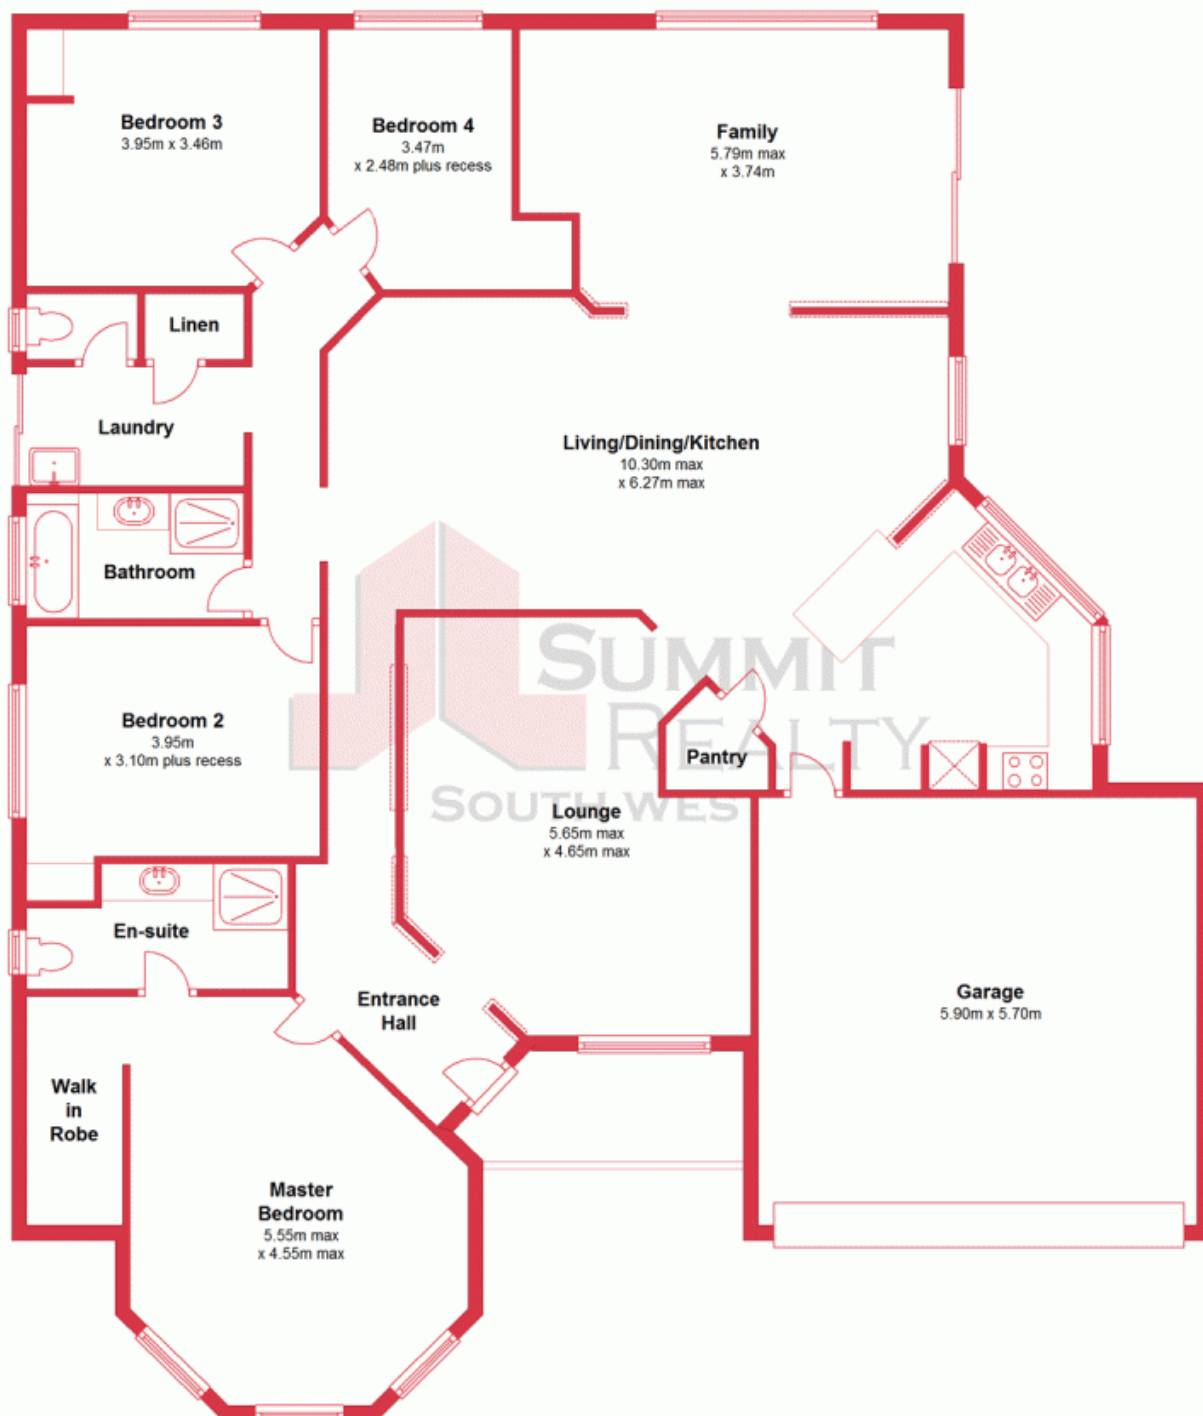 Bedroom 3
3.95m x 3.46m
Bedroom 4
3.47m
x 2.48m plus recess
Family
5.79m max
x 3.74m
Linen
Laundry
Living/Dining/Kitchen
10.30m max
x 6.27m max
Bathroom
SUMMIT
REALTY
SOUTH WEST
Bedroom 2
3.95m
x 3.10m plus recess
Pantry
Lounge
5.65m max
x 4.65m max
En-suite
Entrance
Hall
Garage
5.90m x 5.70m
Walk
in
Robe
Master
Bedroom
5.55m max
x 4.55m max